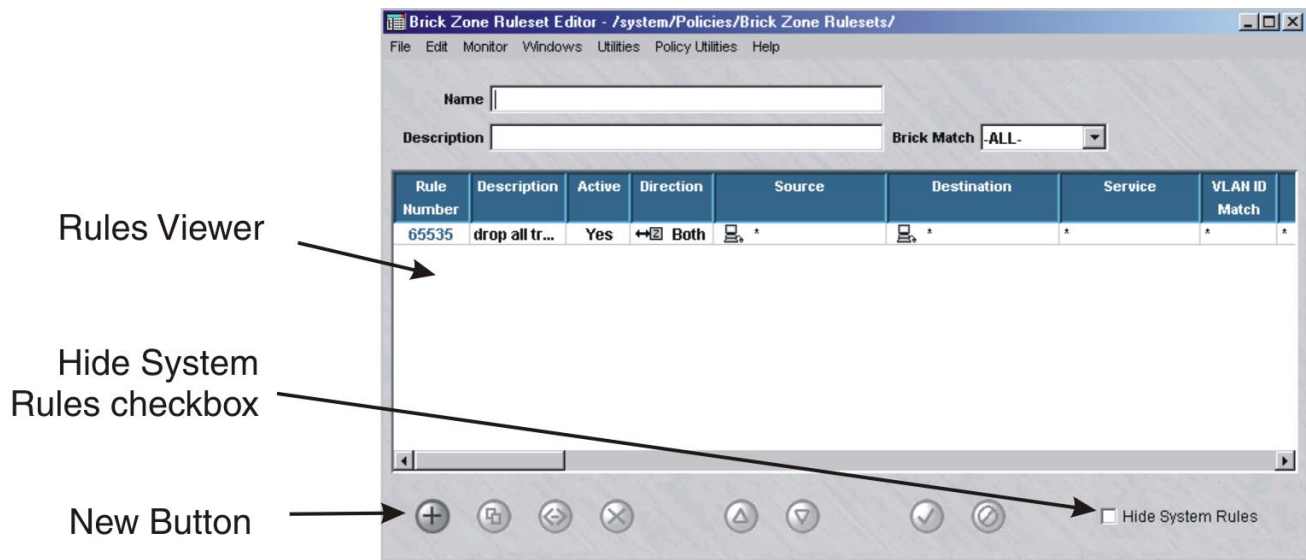 Brick Zone Ruleset Editor - /system/Policies/Brick Zone Rulesets/
File Edit Monitor Windows Utilities Policy Utilities Help
Name
Description
Brick Match -ALL-
Rule Number Description Active Direction Source Destination Service VLAN ID Match
65535 drop all tr... Yes Both * * * * *
Rules Viewer
Hide System
Rules checkbox
New Button
Hide System Rules